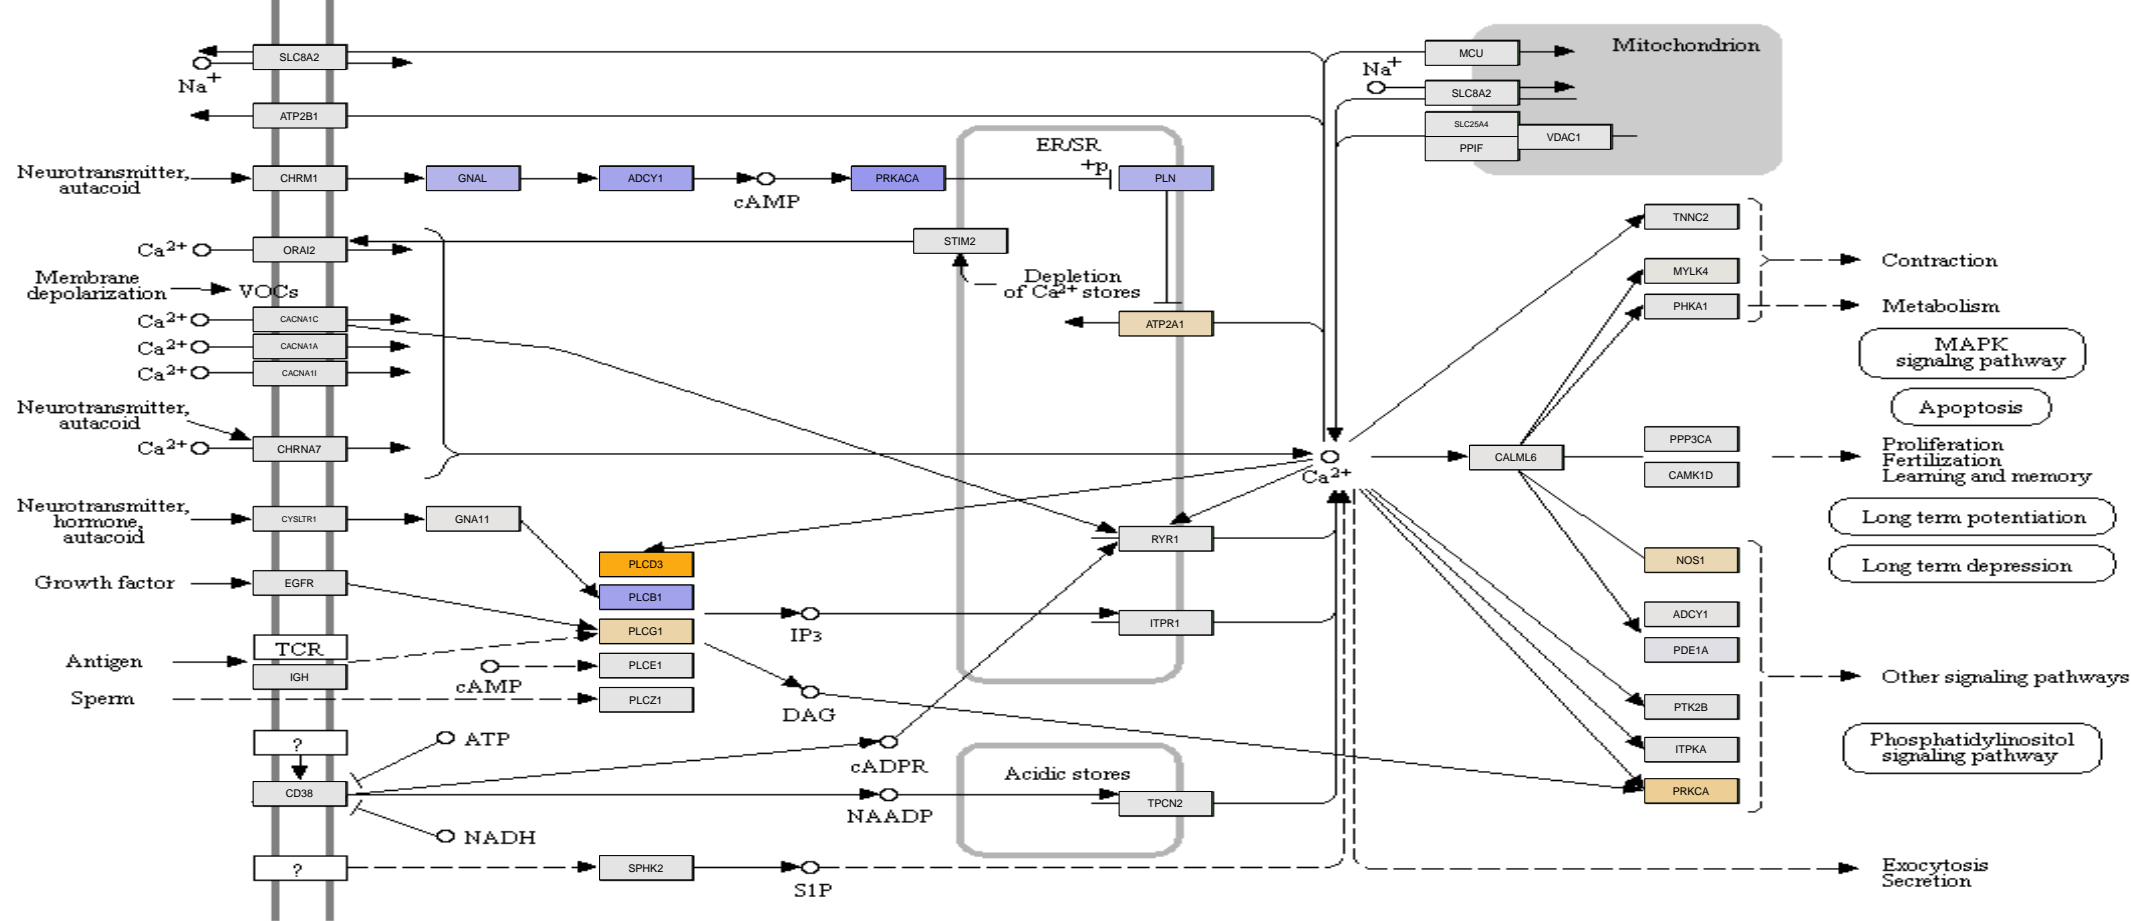 SLC8A2
Na+
ATP2B1
MCU
Mitochondrion
Na+
SLC8A2
SLC25A4
PPIF
VDAC1
ER/SR
+p
Neurotransmitter,
autacoid
CHRM1
GNAL
ADCY1
cAMP
PRKACA
PLN
TNNC2
Ca2+
ORAI2
STIM2
Depletion
of Ca2+ stores
Contraction
Membrane
depolarization
VOCs
MYLK4
PHKA1
Metabolism
Ca2+
CACNA1C
ATP2A1
Ca2+
CACNA1A
Ca2+
CACNA1I
MAPK
signalng pathway
Apoptosis
Neurotransmitter,
autacoid
Ca2+
CHRNA7
Ca2+
CALML6
PPP3CA
CAMK1D
Proliferation
Fertilization
Learning and memory
Neurotransmitter,
hormone,
autacoid
CYSLTR1
GNA11
RYR1
Long term potentiation
Long term depression
NOS1
PLCD3
Growth factor
EGFR
PLCB1
PLCG1
IP3
ITPR1
ADCY1
PDE1A
TCR
Antigen
IGH
cAMP
PLCE1
Sperm
PLCZ1
DAG
Other signaling pathways
PTK2B
ITPKA
PRKCA
Phosphatidylinositol
signaling pathway
?
ATP
cADPR
CD38
NAADP
Acidic stores
TPCN2
NADH
?
SPHK2
S1P
Exocytosis
Secretion